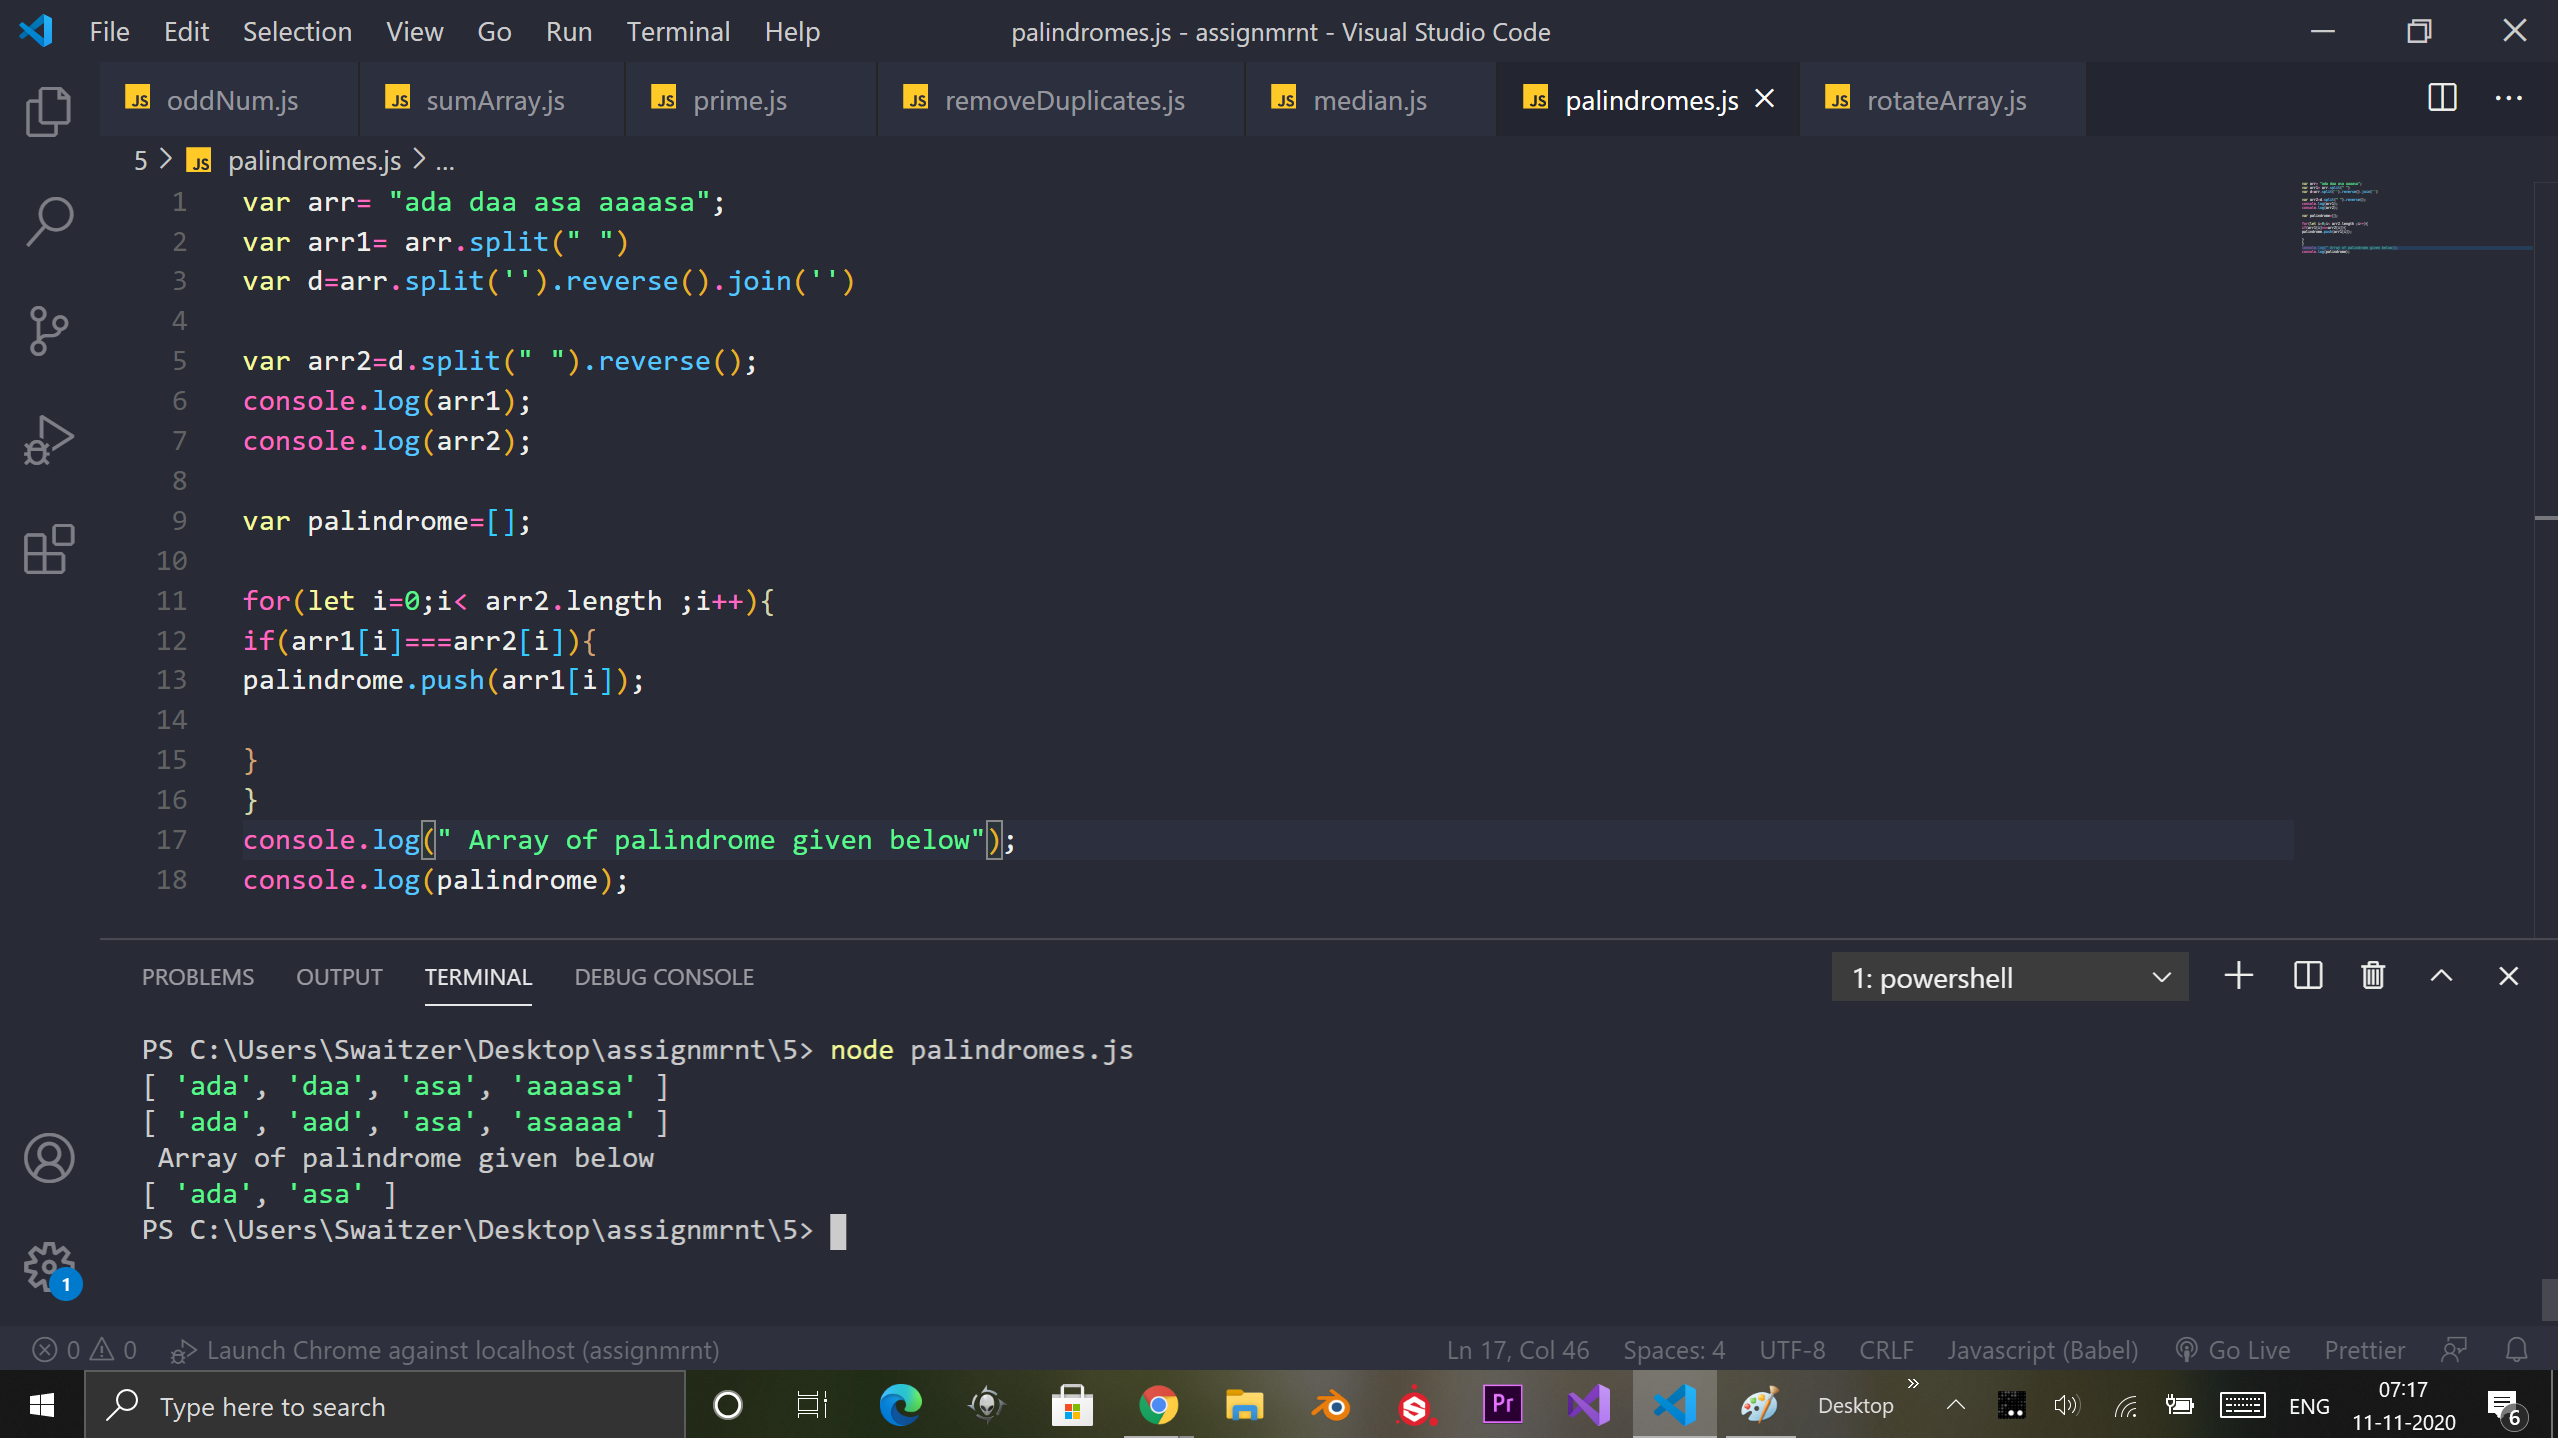 File Edit Selection View Go Run Terminal Help palindromes.js - assignmrnt - Visual Studio Code
JS oddNum.js JS sumArray.js JS prime.js JS removeDuplicates.js JS median.js JS palindromes.js JS rotateArray.js
5 > JS palindromes.js > ...
1 var arr= "ada daa asa aaaasa";
2 var arr1= arr.split(" ")
3 var d=arr.split('').reverse().join('')
4
5 var arr2=d.split(" ").reverse();
6 console.log(arr1);
7 console.log(arr2);
8
9 var palindrome=[];
10
11 for(let i=0;i< arr2.length ;i++){
12 if(arr1[i]===arr2[i]){
13 palindrome.push(arr1[i]);
14
15 }
16 }
17 console.log(" Array of palindrome given below");
18 console.log(palindrome);
PROBLEMS OUTPUT TERMINAL DEBUG CONSOLE 1: powershell
PS C:\Users\Swaitzer\Desktop\assignmrnt\5> node palindromes.js
[ 'ada', 'daa', 'asa', 'aaaasa' ]
[ 'ada', 'aad', 'asa', 'asaaaa' ]
 Array of palindrome given below
[ 'ada', 'asa' ]
PS C:\Users\Swaitzer\Desktop\assignmrnt\5>
1
0 0 Launch Chrome against localhost (assignmrnt) Ln 17, Col 46 Spaces: 4 UTF-8 CRLF Javascript (Babel) Go Live Prettier
Type here to search Pr Desktop ENG 07:17
11-11-2020 6